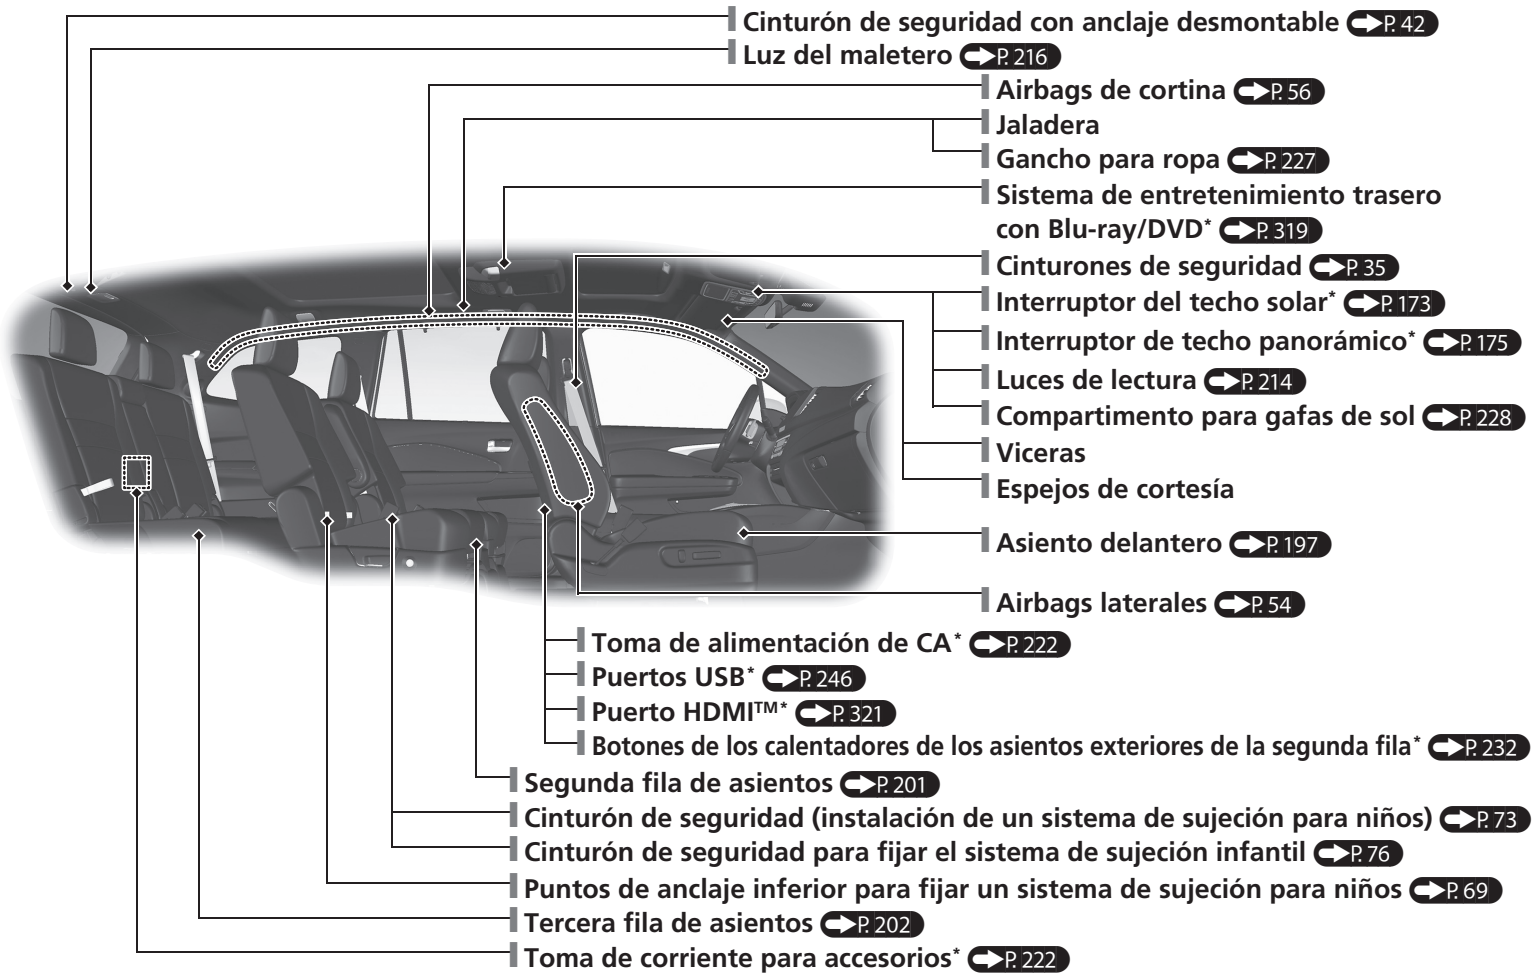 Cinturón de seguridad con anclaje desmontable P. 42
Luz del maletero P. 216
Airbags de cortina P. 56
Jaladera
Gancho para ropa P. 227
Sistema de entretenimiento trasero
con Blu-ray/DVD* P. 319
Cinturones de seguridad P. 35
Interruptor del techo solar* P. 173
Interruptor de techo panorámico* P. 175
Luces de lectura P. 214
Compartimento para gafas de sol P. 228
Viceras
Espejos de cortesía
Asiento delantero P. 197
Airbags laterales P. 54
Toma de alimentación de CA* P. 222
Puertos USB* P. 246
Puerto HDMI™* P. 321
Botones de los calentadores de los asientos exteriores de la segunda fila* P. 232
Segunda fila de asientos P. 201
Cinturón de seguridad (instalación de un sistema de sujeción para niños) P. 73
Cinturón de seguridad para fijar el sistema de sujeción infantil P. 76
Puntos de anclaje inferior para fijar un sistema de sujeción para niños P. 69
Tercera fila de asientos P. 202
Toma de corriente para accesorios* P. 222